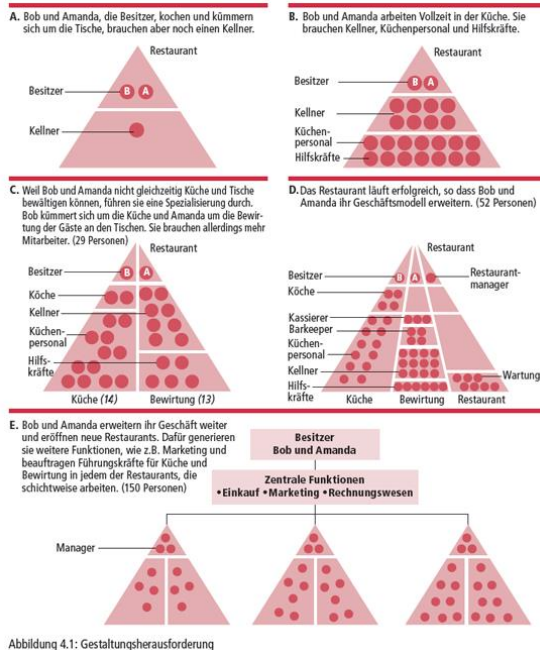 A. Bob und Amanda, die Besitzer, kochen und kümmern
sich um die Tische, brauchen aber noch einen Kellner.
Restaurant
Besitzer
B A
Kellner
B. Bob und Amanda arbeiten Vollzeit in der Küche. Sie
brauchen Kellner, Küchenpersonal und Hilfskräfte.
Restaurant
Besitzer
B A
Kellner
Küchen-
personal
Hilfskräfte
C. Weil Bob und Amanda nicht gleichzeitig Küche und Tische
bewältigen können, führen sie eine Spezialisierung durch.
Bob kümmert sich um die Küche und Amanda um die Bewir-
tung der Gäste an den Tischen. Sie brauchen allerdings mehr
Mitarbeiter. (29 Personen)
Restaurant
Besitzer
B A
Köche
Kellner
Küchen-
personal
Hilfs-
kräfte
Küche (14)
Bewirtung (13)
D. Das Restaurant läuft erfolgreich, so dass Bob und
Amanda ihr Geschäftsmodell erweitern. (52 Personen)
Restaurant
Besitzer
B A
Restaurant-
manager
Köche
Kassierer
Barkeeper
Küchen-
personal
Kellner
Hilfs-
kräfte
Wartung
Küche
Bewirtung
Restaurant
E. Bob und Amanda erweitern ihr Geschäft weiter
und eröffnen neue Restaurants. Dafür generieren
sie weitere Funktionen, wie z.B. Marketing und
beauftragen Führungskräfte für Küche und
Bewirtung in jedem der Restaurants, die
schichtweise arbeiten. (150 Personen)
Besitzer
Bob und Amanda
Zentrale Funktionen
• Einkauf • Marketing • Rechnungswesen
Manager
Abbildung 4.1: Gestaltungsherausforderung